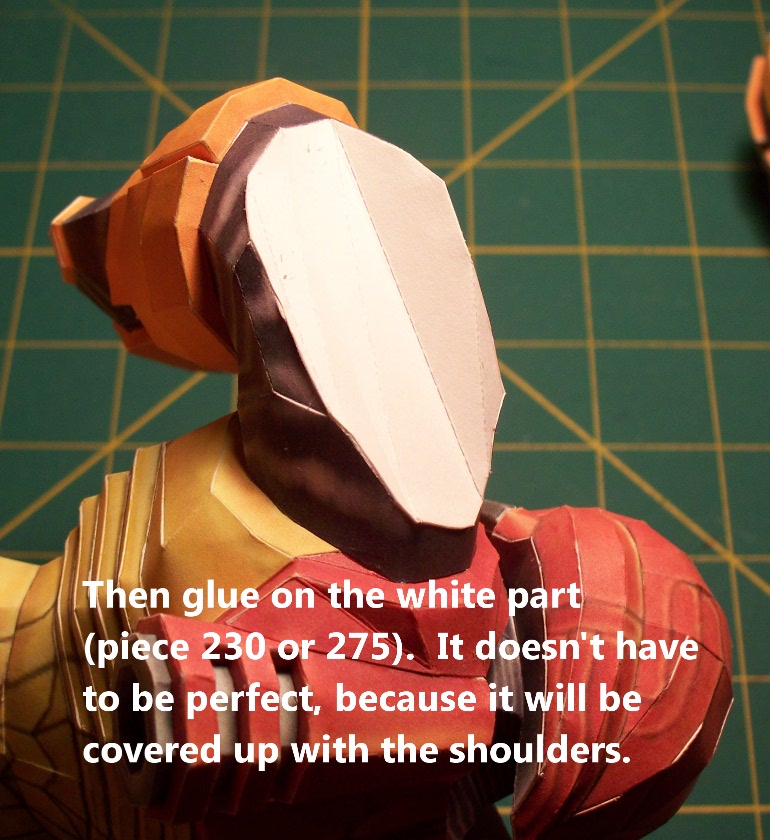 Then glue on the white part
(piece 230 or 275).  It doesn't have
to be perfect, because it will be
covered up with the shoulders.